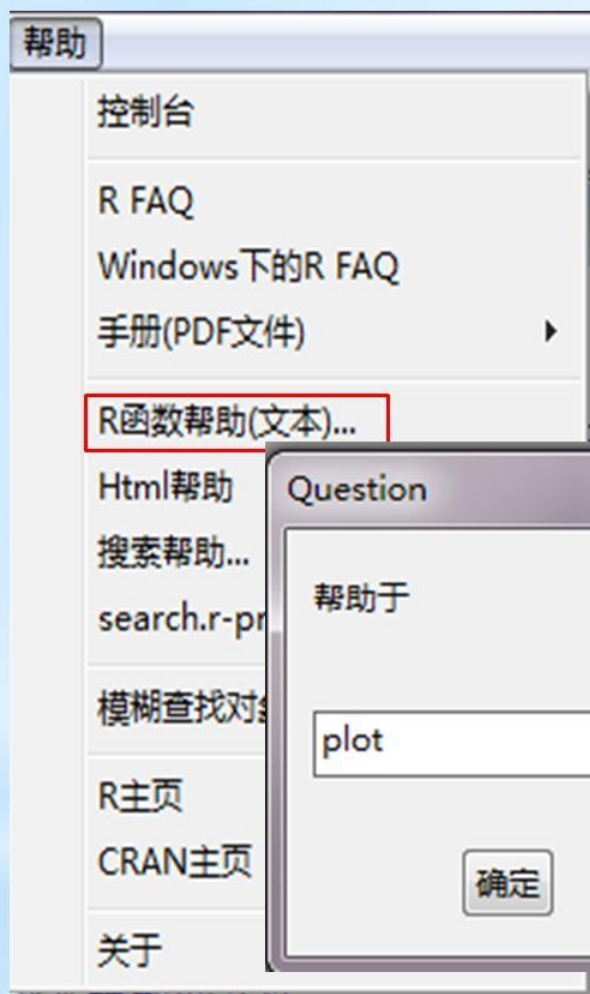 帮助
控制台
R FAQ
Windows下的R FAQ
手册(PDF文件)
R函数帮助(文本)...
Html帮助
搜索帮助...
search.r-pr
模糊查找对
R主页
CRAN主页
关于
Question
帮助于
plot
确定